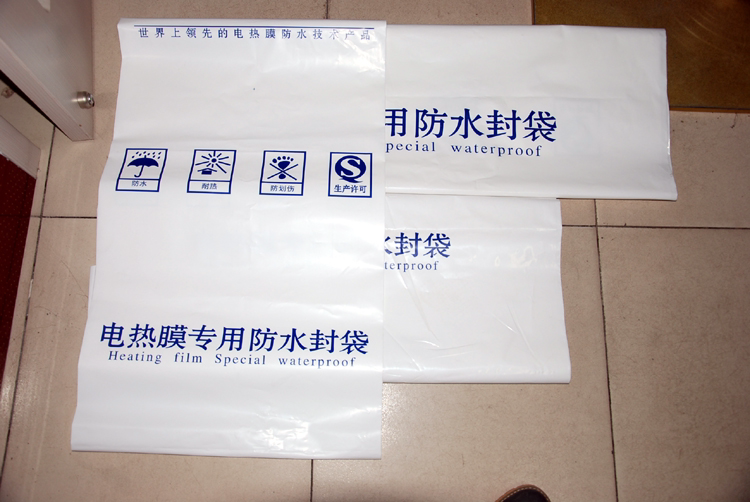 世界上领先的电热膜防水技术产品
防水
耐热
防划伤
生产许可
电热膜专用防水封袋
Heating film Special waterproof
用防水封袋
pecial waterproof
水封袋
terproof